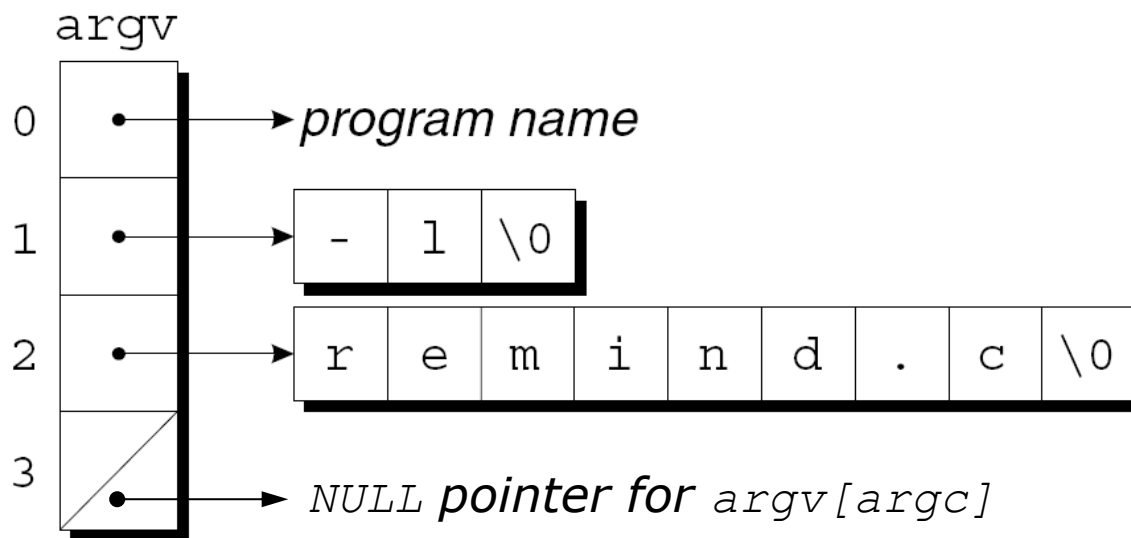 argv
0 program name
1 - l \0
2 r e m i n d . c \0
3 NULL pointer for argv[argc]